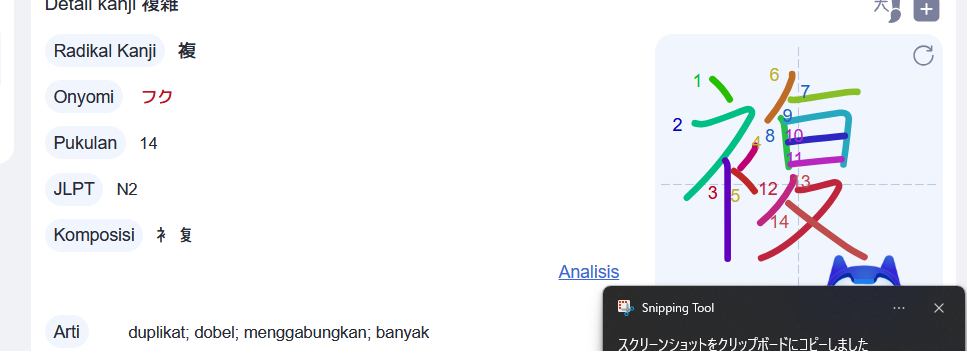 Detail kanji 複雑
Radikal Kanji 複
Onyomi フク
Pukulan 14
JLPT N2
Komposisi 衤 复
Analisis
Arti duplikat; dobel; menggabungkan; banyak
大
1
2
3
4
5
6
7
8
9
10
11
12
13
14
Snipping Tool
スクリーンショットをクリップボードにコピーしました